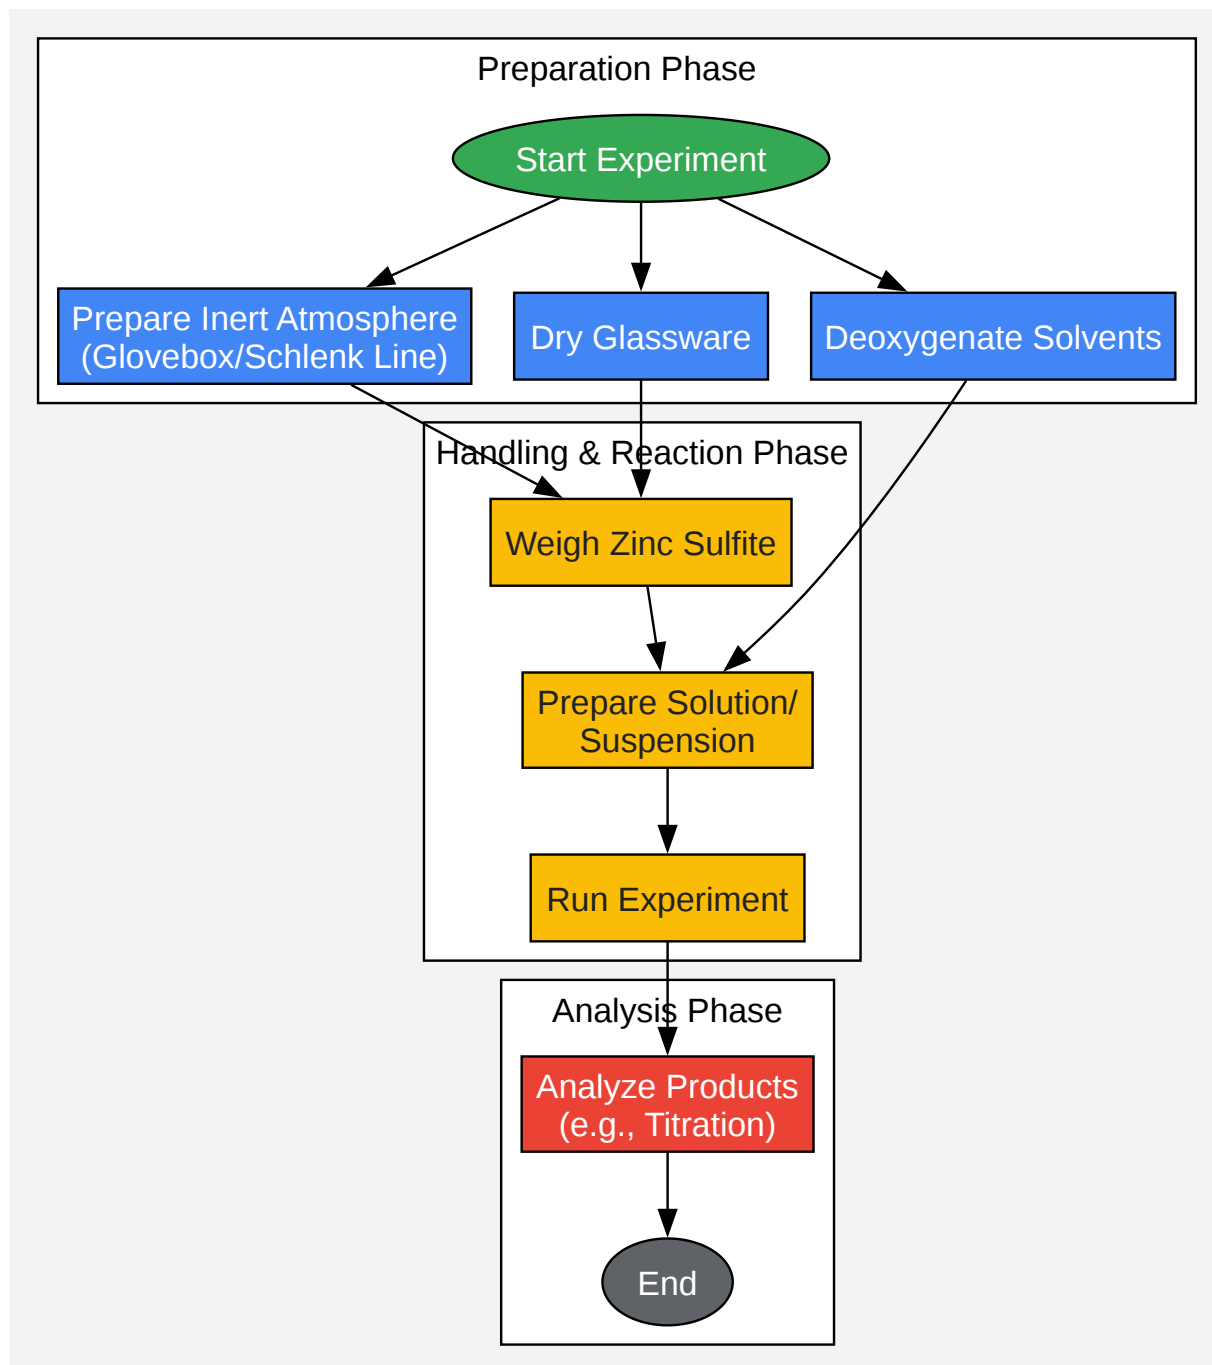 Preparation Phase
Start Experiment
Prepare Inert Atmosphere
(Glovebox/Schlenk Line)
Dry Glassware
Deoxygenate Solvents
Handling & Reaction Phase
Weigh Zinc Sulfite
Prepare Solution/
Suspension
Run Experiment
Analysis Phase
Analyze Products
(e.g., Titration)
End